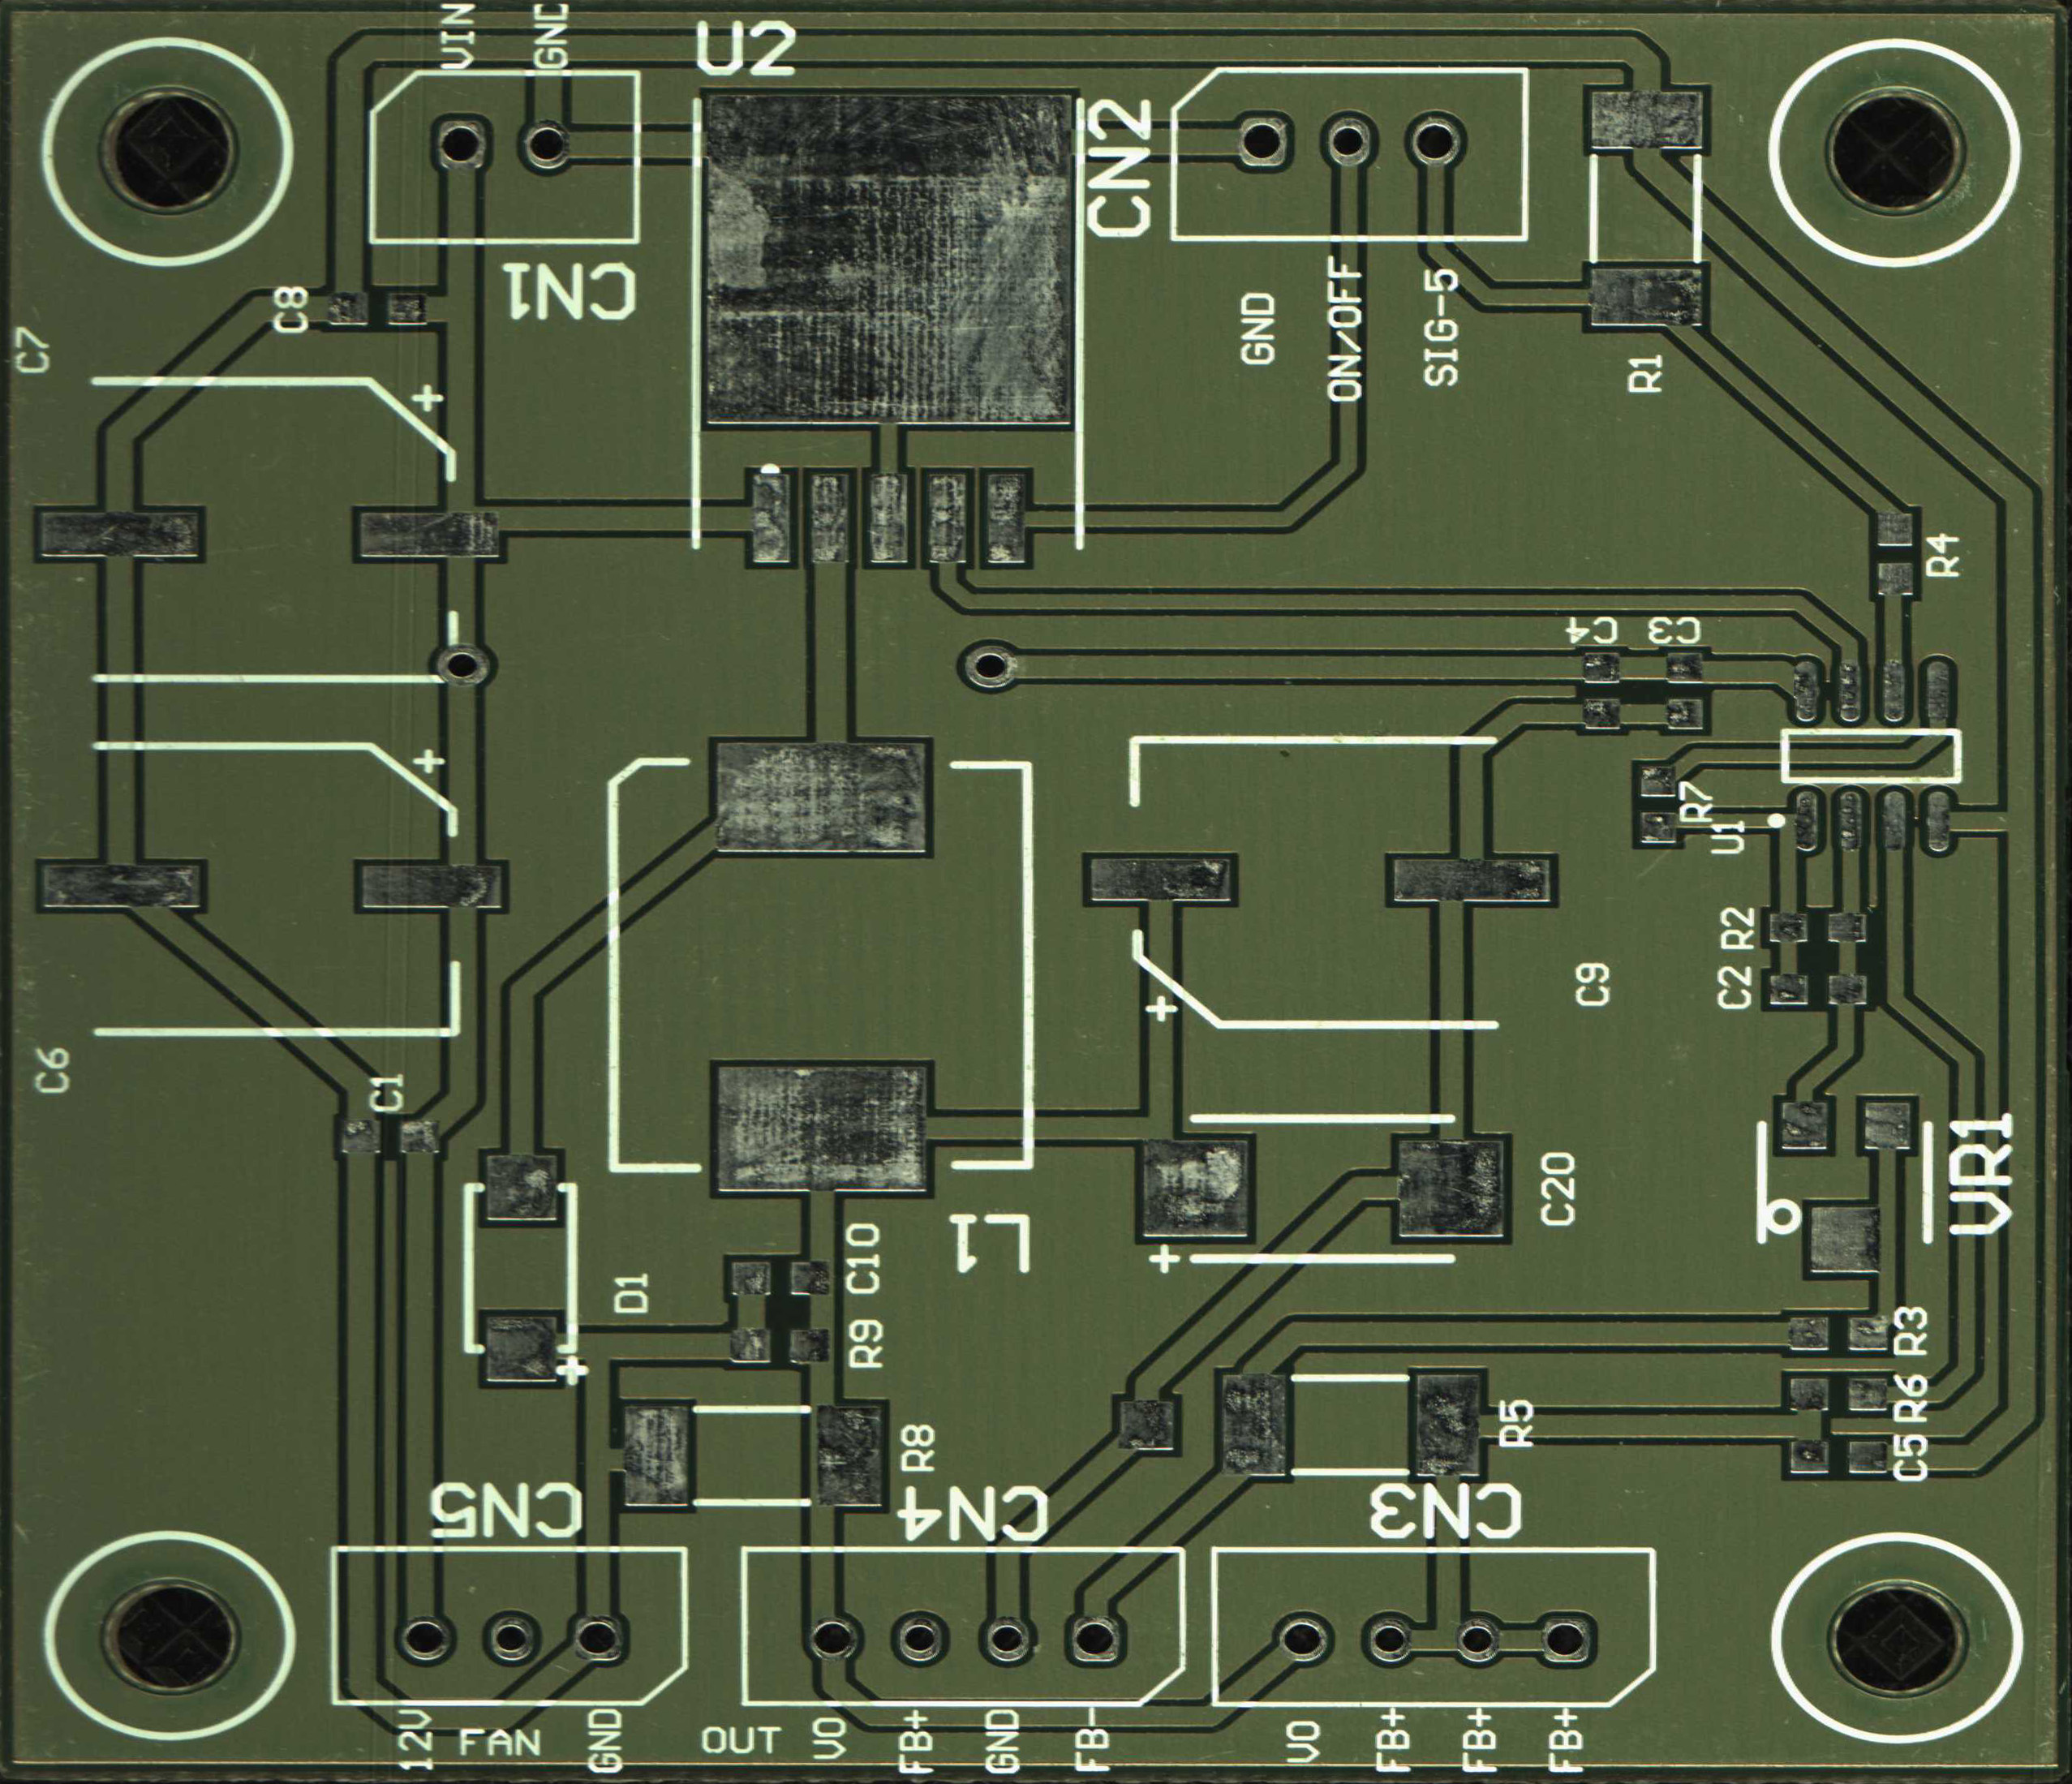 VIN
GND
U2
CN2
CN1
C8
C7
GND
ON/OFF
SIG-5
R1
+
R4
C4
C3
+
R7
U1
R2
C2
C9
+
C6
C1
VR1
C20
L1
+
D1
C10
R9
+
R3
R6
C5
R8
R5
CN5
CN4
CN3
12V
FAN
GND
OUT
VO
FB+
GND
FB-
VO
FB+
FB+
FB+